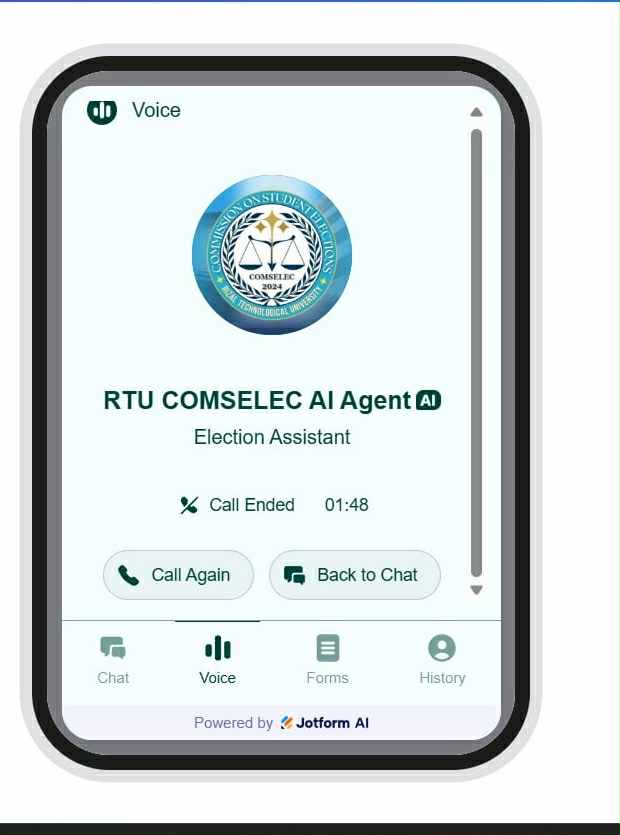 Voice
COMMISSION ON STUDENT ELECTIONS
COMSELEC
2024
RIZAL TECHNOLOGICAL UNIVERSITY
RTU COMSELEC AI Agent AI
Election Assistant
Call Ended 01:48
Call Again Back to Chat
Chat Voice Forms History
Powered by Jotform AI